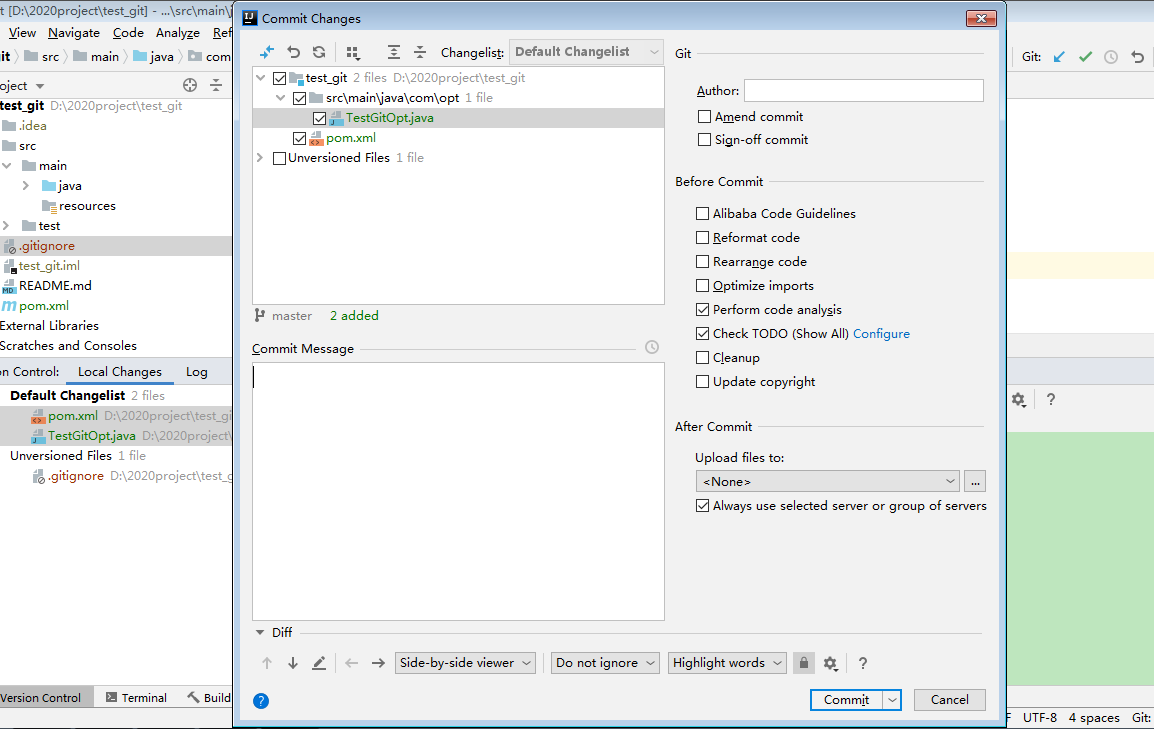 t [D:\2020project\test_git] - ...\src\main\j
Commit Changes
View Navigate Code Analyze Ref
it src main java com
Git:
oject
test_git D:\2020project\test_git
.idea
src
main
java
resources
test
.gitignore
test_git.iml
README.md
pom.xml
External Libraries
Scratches and Consoles
on Control: Local Changes Log
Default Changelist 2 files
pom.xml D:\2020project\test_gi
TestGitOpt.java D:\2020project\
Unversioned Files 1 file
.gitignore D:\2020project\test_g
Version Control Terminal Build
Changelist: Default Changelist
test_git 2 files D:\2020project\test_git
src\main\java\com\opt 1 file
TestGitOpt.java
pom.xml
Unversioned Files 1 file
master 2 added
Commit Message
Git
Author:
Amend commit
Sign-off commit
Before Commit
Alibaba Code Guidelines
Reformat code
Rearrange code
Optimize imports
Perform code analysis
Check TODO (Show All) Configure
Cleanup
Update copyright
After Commit
Upload files to:
<None> ...
Always use selected server or group of servers
Diff
Side-by-side viewer Do not ignore Highlight words ?
? Commit Cancel
?
F UTF-8 4 spaces Git: